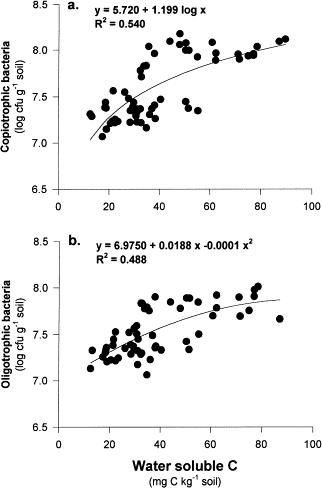 a.
y = 5.720 + 1.199 log x
R² = 0.540
Copiotrophic bacteria
(log cfu g⁻¹ soil)
8.5
8.0
7.5
7.0
6.5
0 20 40 60 80 100
b.
y = 6.9750 + 0.0188 x -0.0001 x²
R² = 0.488
Oligotrophic bacteria
(log cfu g⁻¹ soil)
8.5
8.0
7.5
7.0
6.5
0 20 40 60 80 100
Water soluble C
(mg C kg⁻¹ soil)